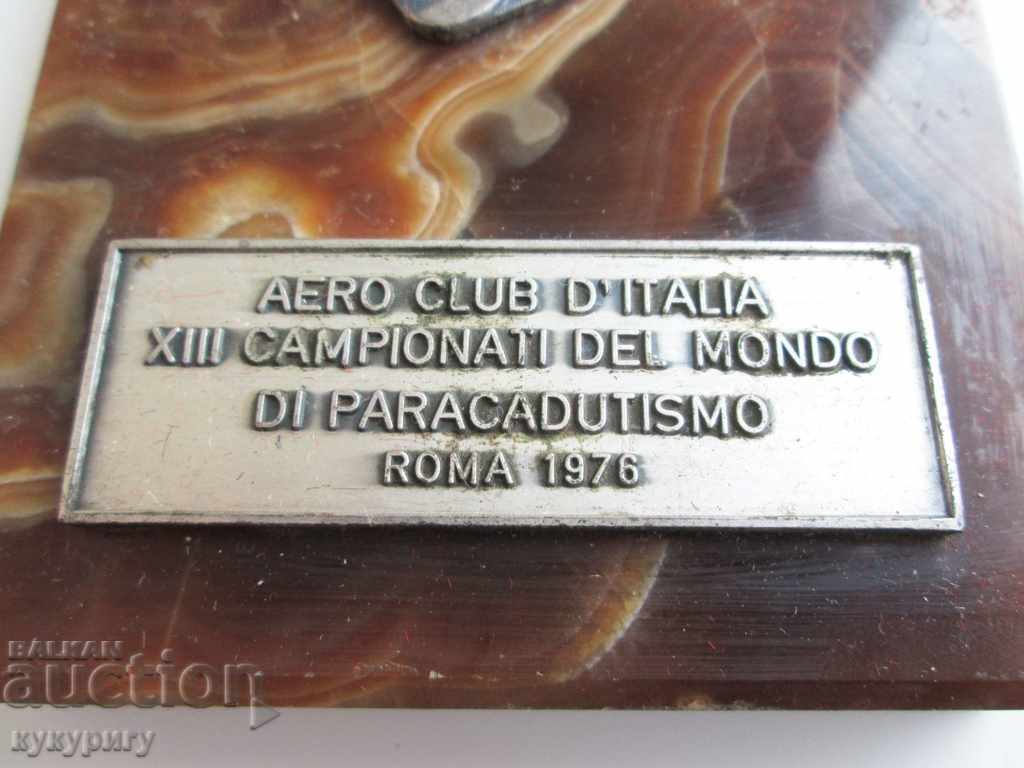 AERO CLUB D'ITALIA
XIII CAMPIONATI DEL MONDO
DI PARACADUTISMO
ROMA 1976
BALKAN
auction
кукуригу